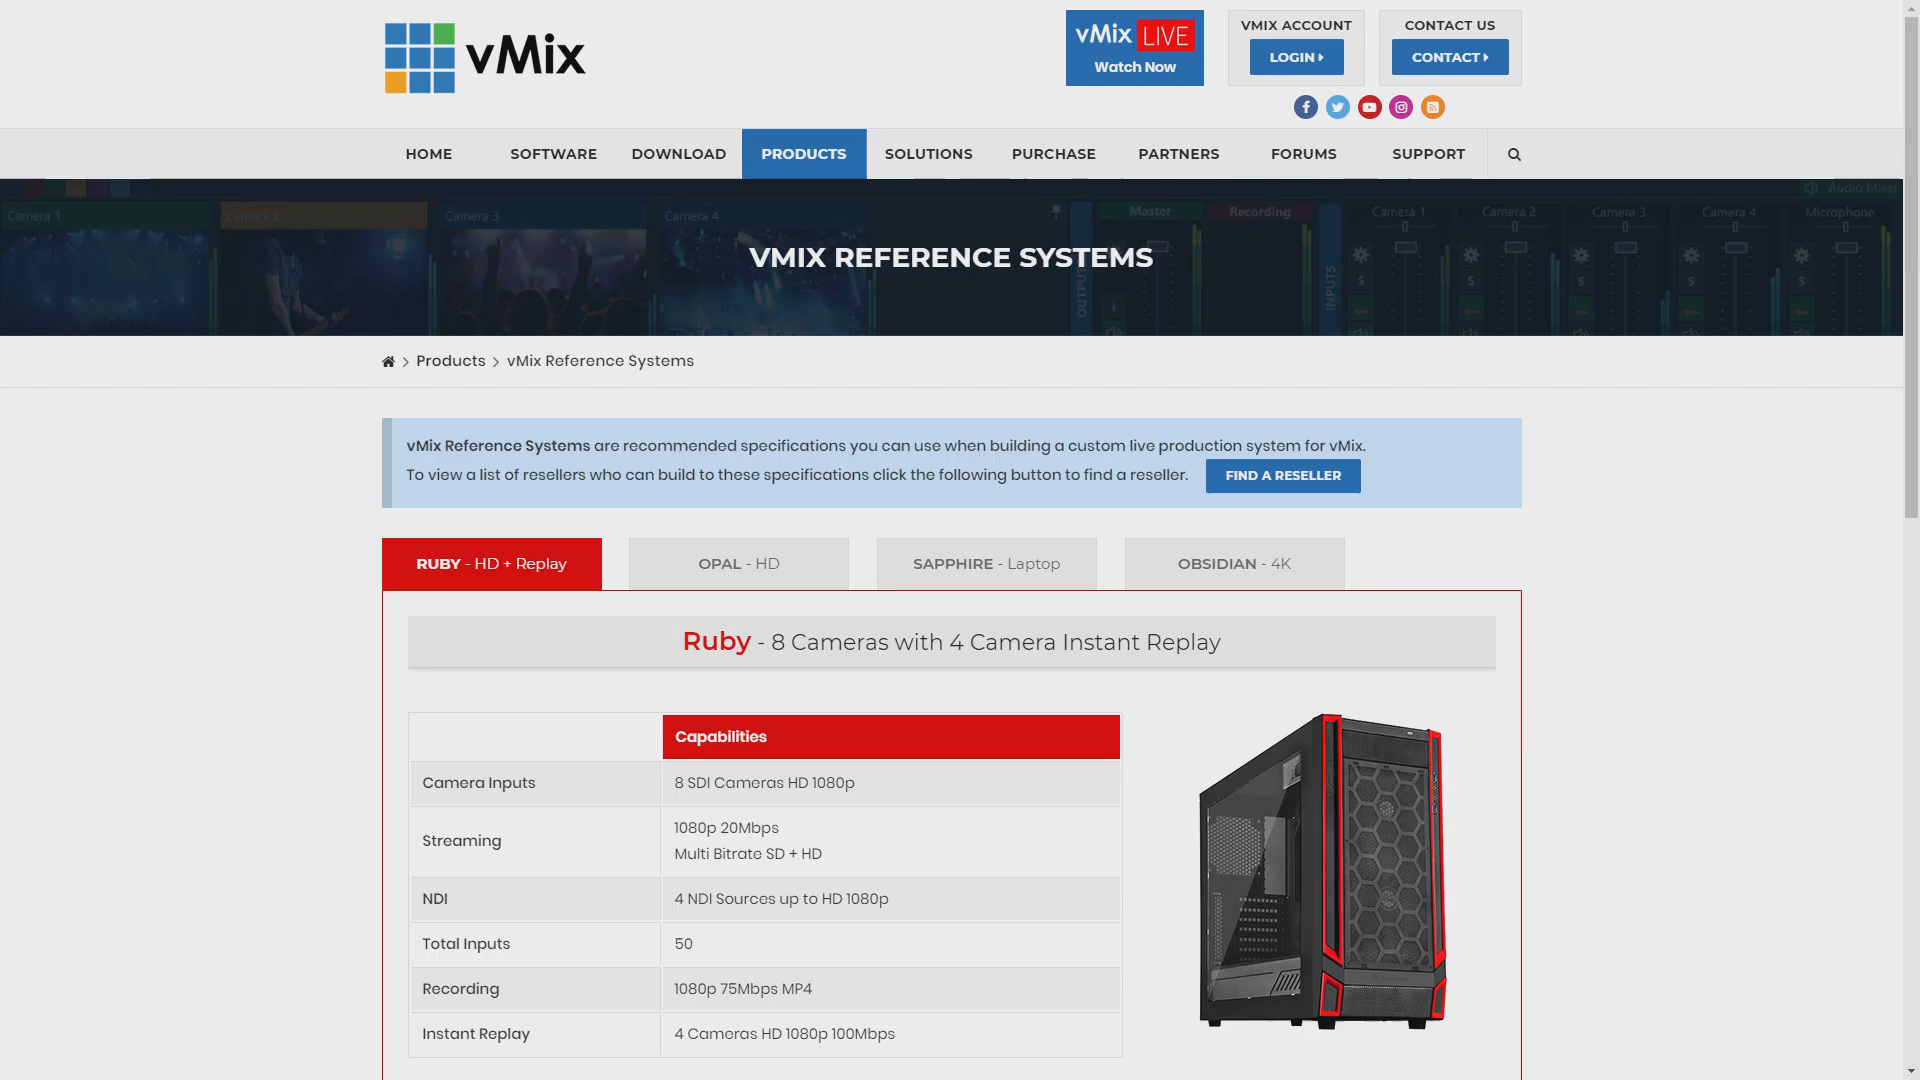 vMix
vMix LIVE
Watch Now
VMIX ACCOUNT
LOGIN
CONTACT US
CONTACT
HOME
SOFTWARE
DOWNLOAD
PRODUCTS
SOLUTIONS
PURCHASE
PARTNERS
FORUMS
SUPPORT
Audio Mixer
Camera 1
Camera 2
Camera 3
Camera 4
OUTPUTS
Master
Recording
INPUTS
Camera 1
Camera 2
Camera 3
Camera 4
Microphone
S
S
S
S
S
VMIX REFERENCE SYSTEMS
Products
vMix Reference Systems
vMix Reference Systems are recommended specifications you can use when building a custom live production system for vMix.
To view a list of resellers who can build to these specifications click the following button to find a reseller.
FIND A RESELLER
RUBY - HD + Replay
OPAL - HD
SAPPHIRE - Laptop
OBSIDIAN - 4K
Ruby - 8 Cameras with 4 Camera Instant Replay
Capabilities
Camera Inputs
8 SDI Cameras HD 1080p
Streaming
1080p 20Mbps
Multi Bitrate SD + HD
NDI
4 NDI Sources up to HD 1080p
Total Inputs
50
Recording
1080p 75Mbps MP4
Instant Replay
4 Cameras HD 1080p 100Mbps